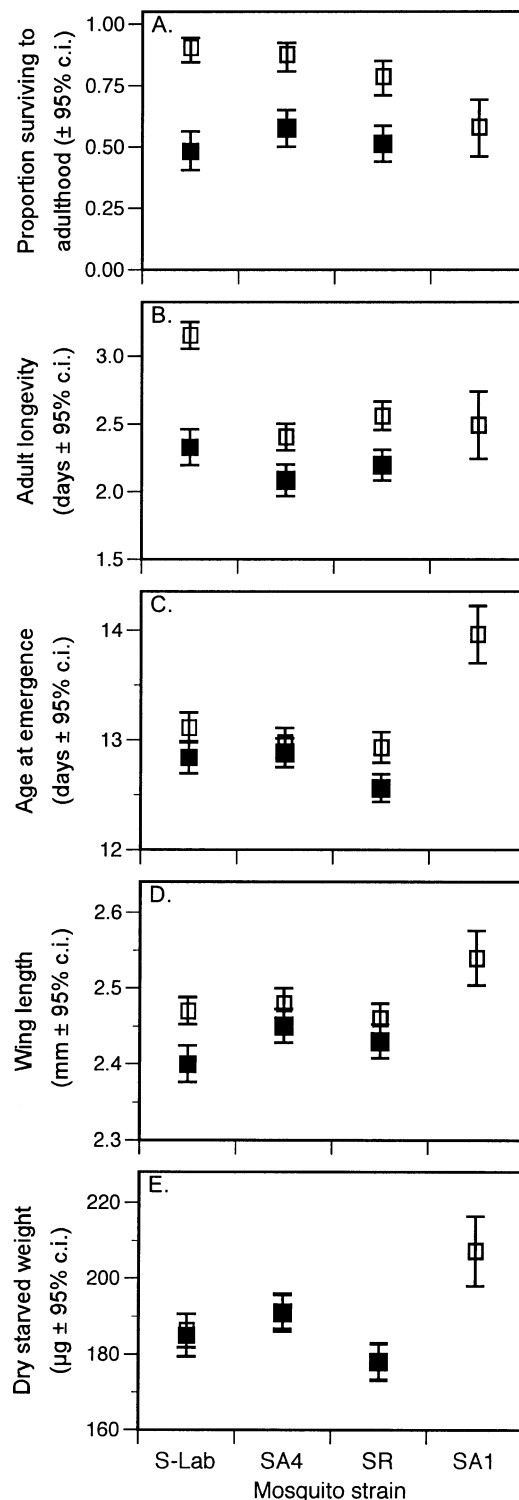 A.
1.00
0.75
0.50
0.25
0.00
Proportion surviving to
adulthood (± 95% c.i.)
B.
3.0
2.5
2.0
1.5
Adult longevity
(days ± 95% c.i.)
C.
14
13
12
Age at emergence
(days ± 95% c.i.)
D.
2.6
2.5
2.4
2.3
Wing length
(mm ± 95% c.i.)
E.
220
200
180
160
Dry starved weight
(µg ± 95% c.i.)
S-Lab SA4 SR SA1
Mosquito strain